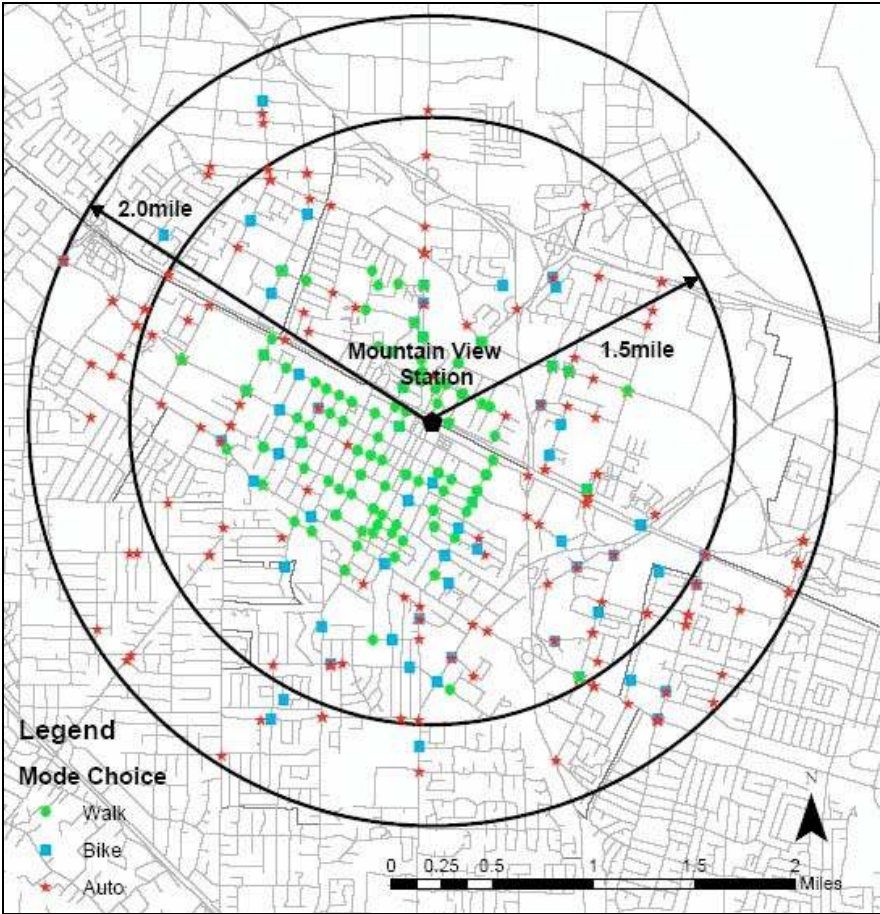 2.0mile
Mountain View
Station
1.5mile
Legend
Mode Choice
Walk
Bike
Auto
N
0 0.25 0.5 1 1.5 2
Miles